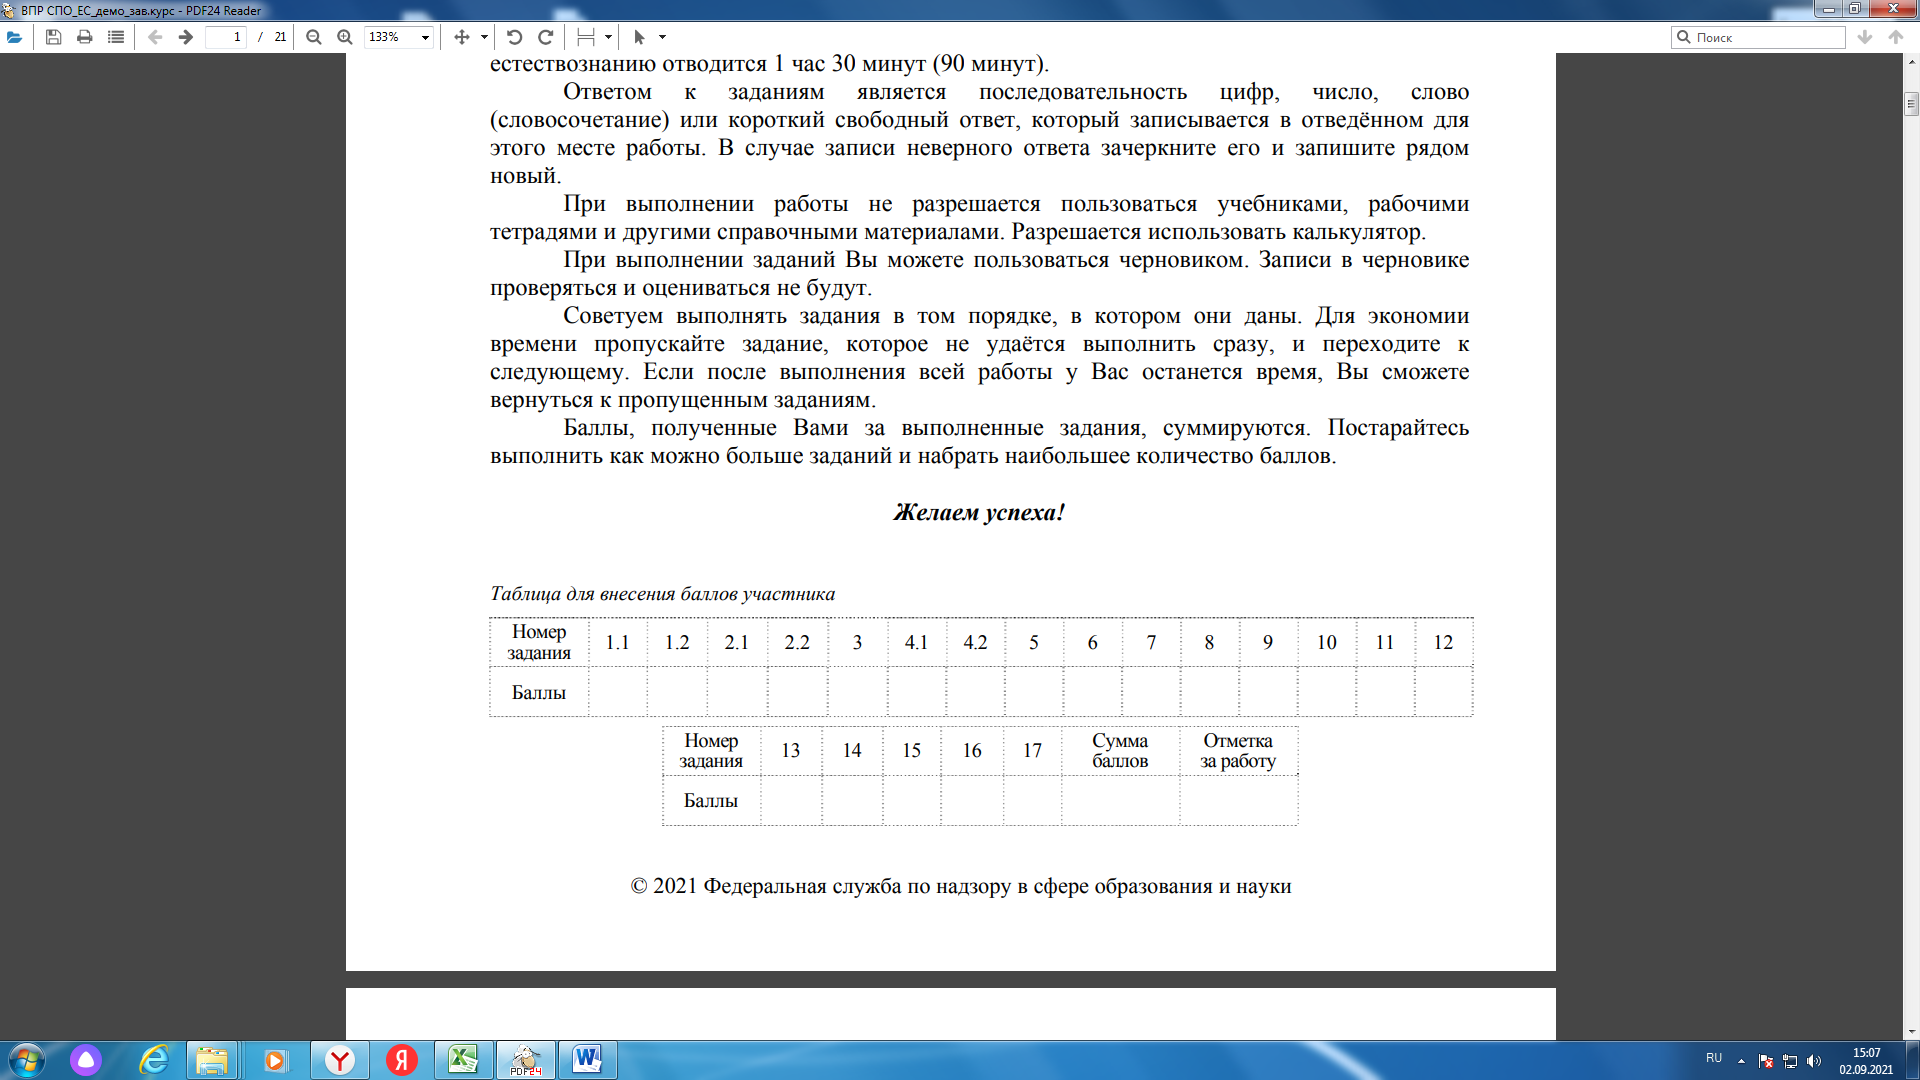 ВПР СПО_ЕС_демо_зав.курс - PDF24 Reader
1 / 21
133%
Поиск
естествознанию отводится 1 час 30 минут (90 минут).
Ответом к заданиям является последовательность цифр, число, слово
(словосочетание) или короткий свободный ответ, который записывается в отведённом для
этого месте работы. В случае записи неверного ответа зачеркните его и запишите рядом
новый.
При выполнении работы не разрешается пользоваться учебниками, рабочими
тетрадями и другими справочными материалами. Разрешается использовать калькулятор.
При выполнении заданий Вы можете пользоваться черновиком. Записи в черновике
проверяться и оцениваться не будут.
Советуем выполнять задания в том порядке, в котором они даны. Для экономии
времени пропускайте задание, которое не удаётся выполнить сразу, и переходите к
следующему. Если после выполнения всей работы у Вас останется время, Вы сможете
вернуться к пропущенным заданиям.
Баллы, полученные Вами за выполненные задания, суммируются. Постарайтесь
выполнить как можно больше заданий и набрать наибольшее количество баллов.
Желаем успеха!
Таблица для внесения баллов участника
Номер задания 1.1 1.2 2.1 2.2 3 4.1 4.2 5 6 7 8 9 10 11 12
Баллы
Номер задания 13 14 15 16 17 Сумма баллов Отметка за работу
Баллы
© 2021 Федеральная служба по надзору в сфере образования и науки
PDF24
RU
15:07
02.09.2021